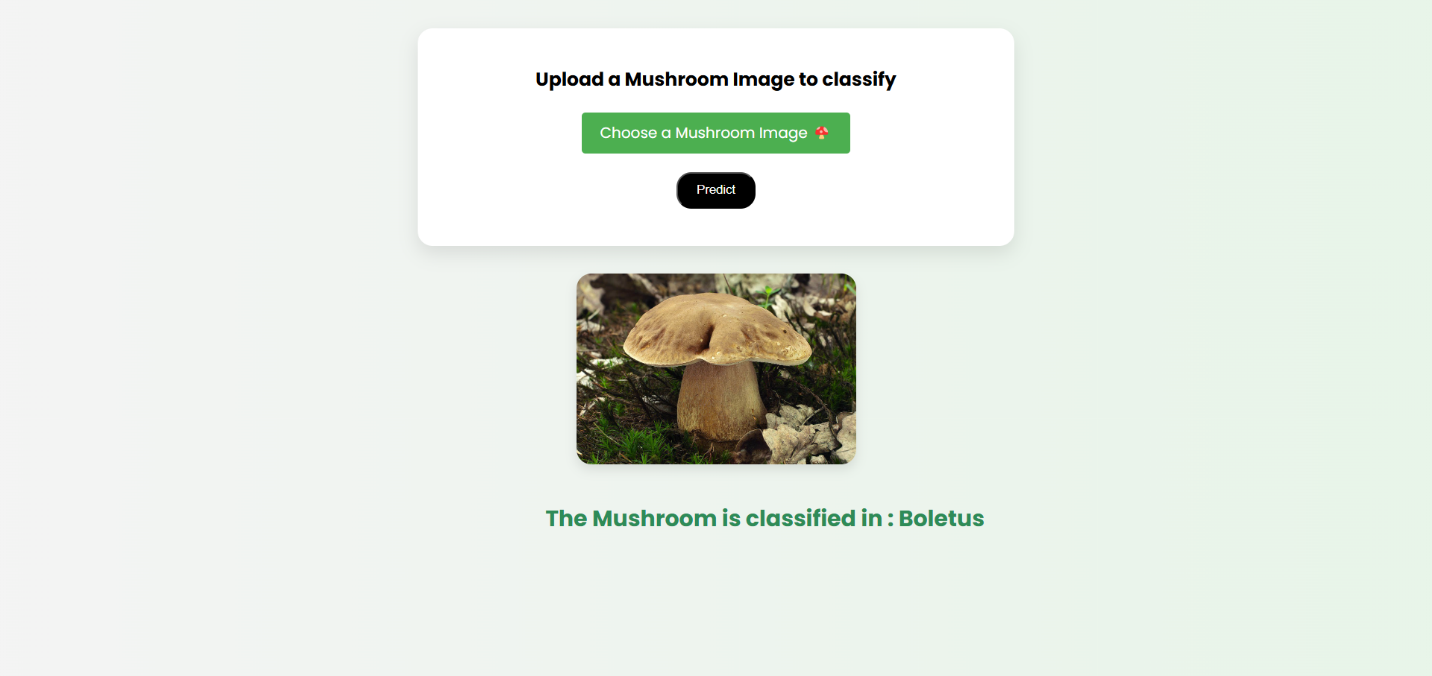 Upload a Mushroom Image to classify
Choose a Mushroom Image 🍄
Predict
The Mushroom is classified in : Boletus